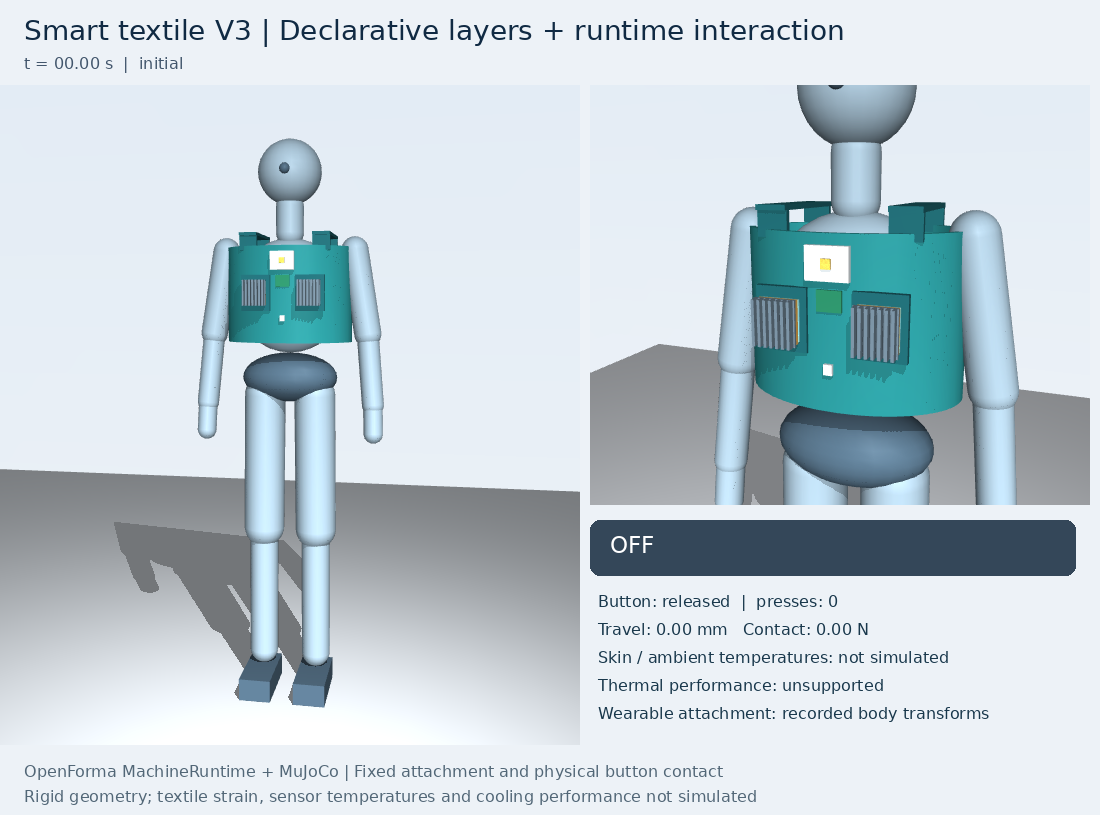 Smart textile V3 | Declarative layers + runtime interaction
t = 00.00 s | initial
OFF
Button: released | presses: 0
Travel: 0.00 mm Contact: 0.00 N
Skin / ambient temperatures: not simulated
Thermal performance: unsupported
Wearable attachment: recorded body transforms
OpenForma MachineRuntime + MuJoCo | Fixed attachment and physical button contact
Rigid geometry; textile strain, sensor temperatures and cooling performance not simulated